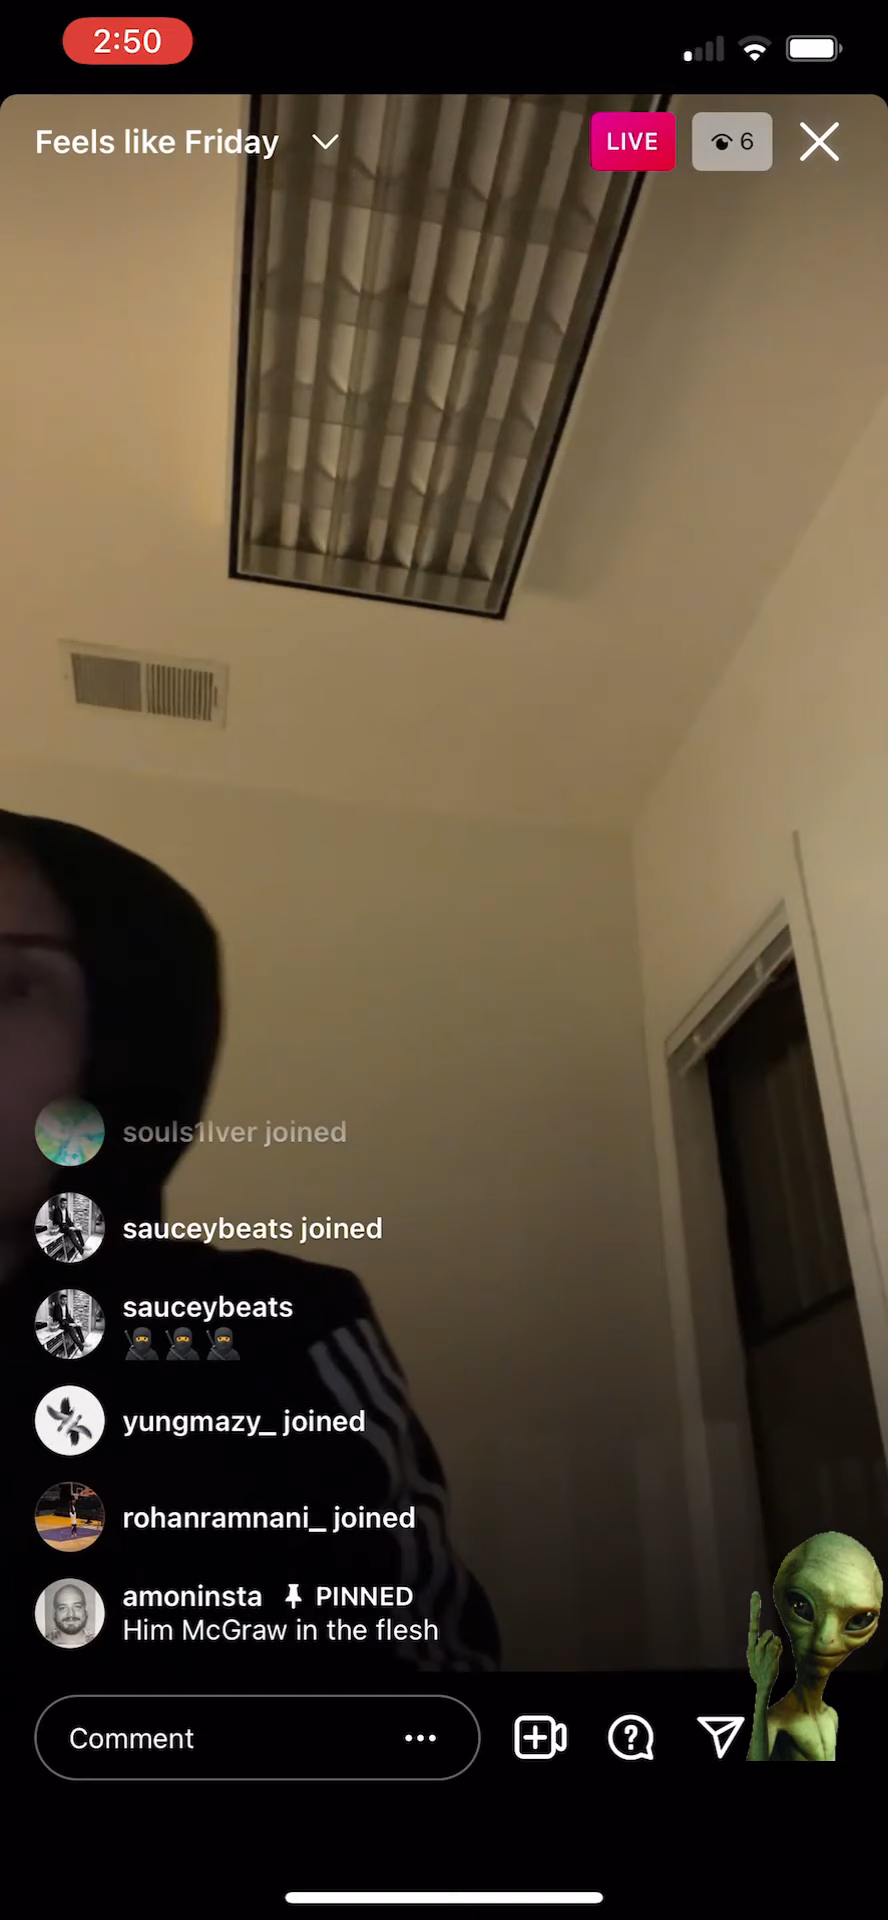 2:50
Feels like Friday
LIVE
6
souls1lver joined
sauceybeats joined
sauceybeats
🥷🥷🥷
yungmazy_ joined
rohanramnani_ joined
amoninsta PINNED
Him McGraw in the flesh
Comment